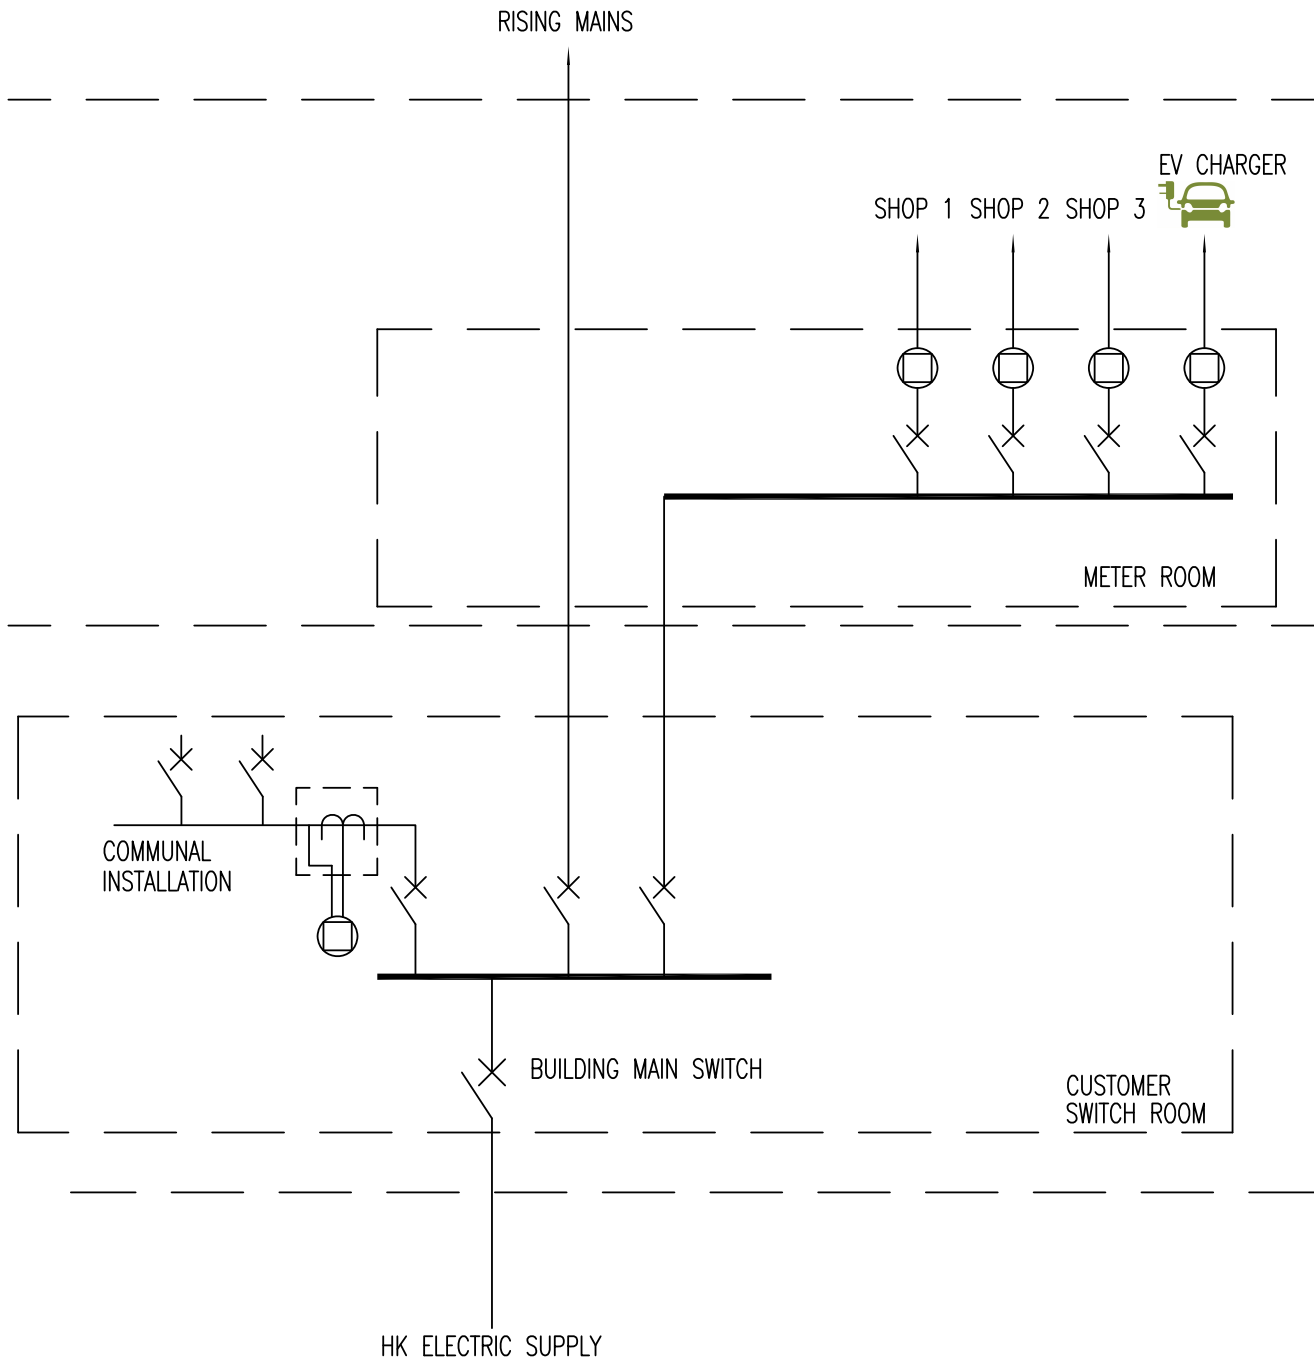 RISING MAINS
EV CHARGER
SHOP 1 SHOP 2 SHOP 3
METER ROOM
COMMUNAL
INSTALLATION
BUILDING MAIN SWITCH
CUSTOMER
SWITCH ROOM
HK ELECTRIC SUPPLY